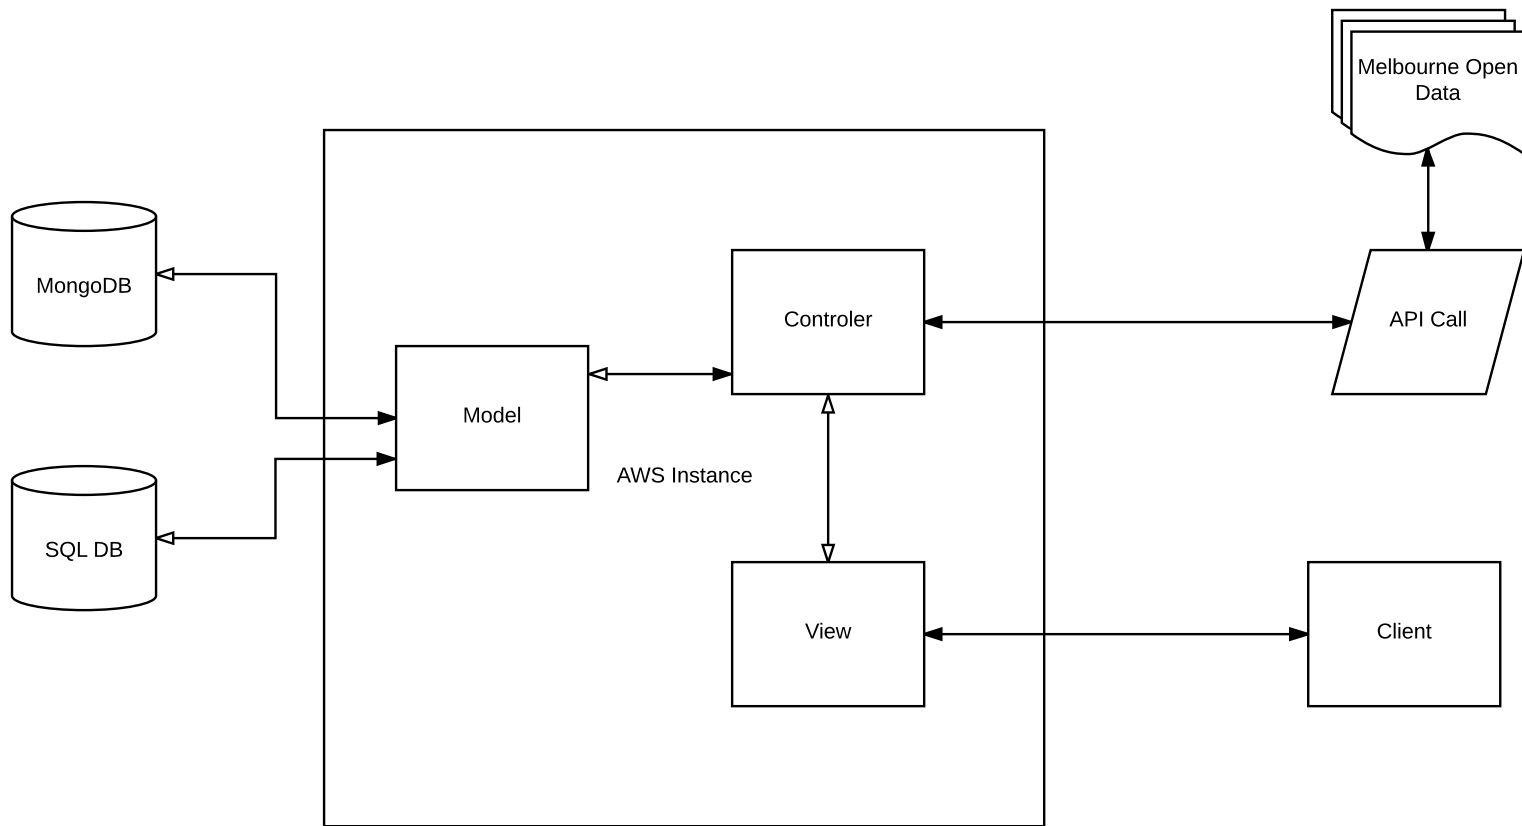 Melbourne Open
Data
MongoDB
Controler
API Call
Model
AWS Instance
SQL DB
View
Client